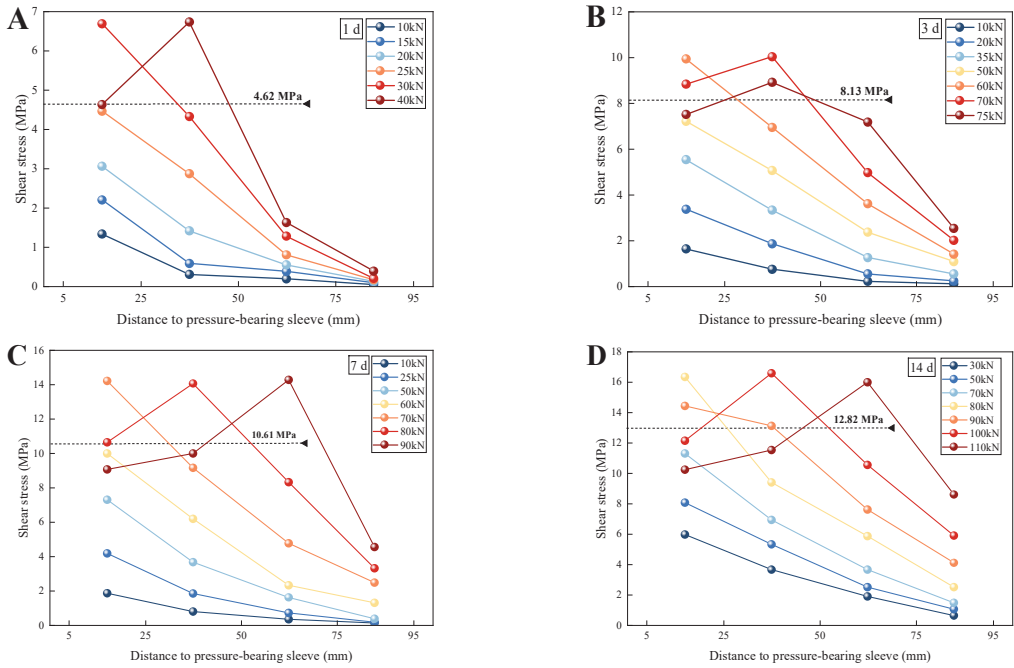 A
1 d
10kN
15kN
20kN
25kN
30kN
40kN
4.62 MPa
Shear stress (MPa)
7
6
5
4
3
2
1
0
5
25
50
75
95
Distance to pressure-bearing sleeve (mm)
B
3 d
10kN
20kN
35kN
50kN
60kN
70kN
75kN
8.13 MPa
Shear stress (MPa)
12
10
8
6
4
2
0
5
25
50
75
95
Distance to pressure-bearing sleeve (mm)
C
7 d
10kN
25kN
50kN
60kN
70kN
80kN
90kN
10.61 MPa
Shear stress (MPa)
16
14
12
10
8
6
4
2
0
5
25
50
75
95
Distance to pressure-bearing sleeve (mm)
D
14 d
30kN
50kN
70kN
80kN
90kN
100kN
110kN
12.82 MPa
Shear stress (MPa)
18
16
14
12
10
8
6
4
2
0
5
25
50
75
95
Distance to pressure-bearing sleeve (mm)